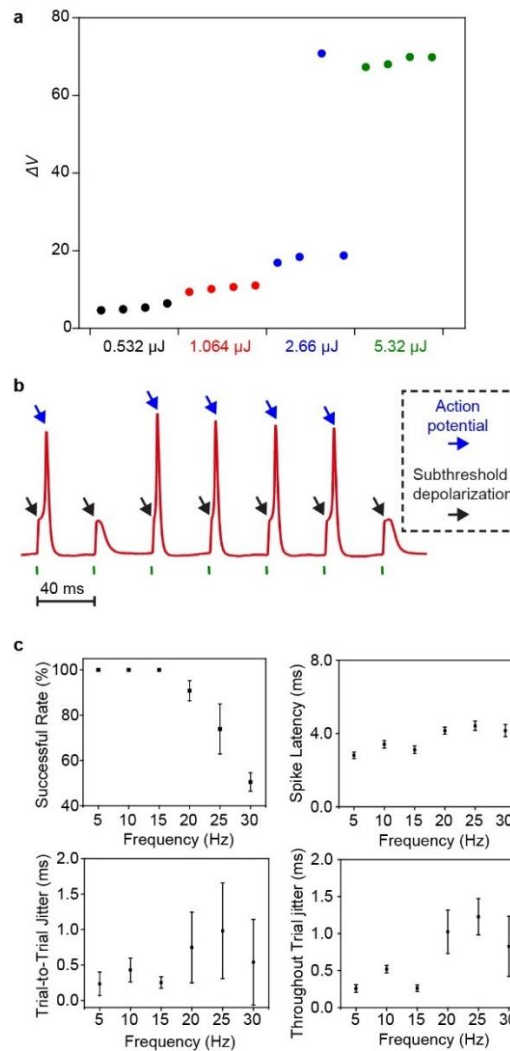 a
80
60
ΔV
40
20
0
0.532 µJ 1.064 µJ 2.66 µJ 5.32 µJ
b
Action
potential
Subthreshold
depolarization
40 ms
c
100
80
60
40
Successful Rate (%)
5 10 15 20 25 30
Frequency (Hz)
8.0
4.0
0.0
Spike Latency (ms)
5 10 15 20 25 30
Frequency (Hz)
2.0
1.5
1.0
0.5
0.0
Trial-to-Trial Jitter (ms)
5 10 15 20 25 30
Frequency (Hz)
2.0
1.5
1.0
0.5
0.0
Throughout Trial jitter (ms)
5 10 15 20 25 30
Frequency (Hz)